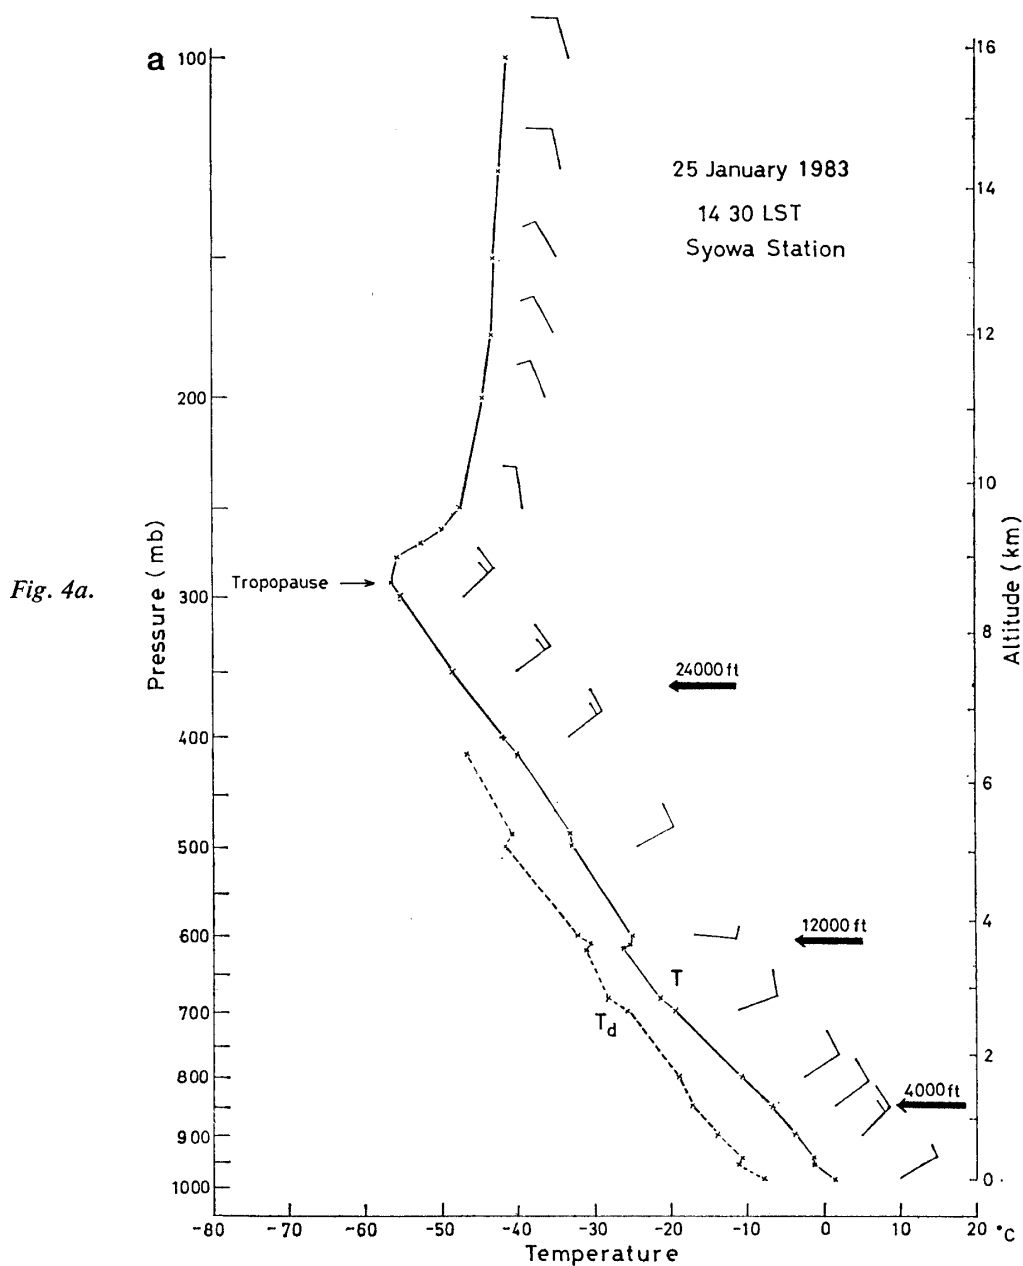 a
100
200
300
400
500
600
700
800
900
1000
Pressure (mb)
Fig. 4a.
Tropopause
25 January 1983
14 30 LST
Syowa Station
24000 ft
12000 ft
4000 ft
T
Td
16
14
12
10
8
6
4
2
0
Altitude (km)
-80 -70 -60 -50 -40 -30 -20 -10 0 10 20 °C
Temperature